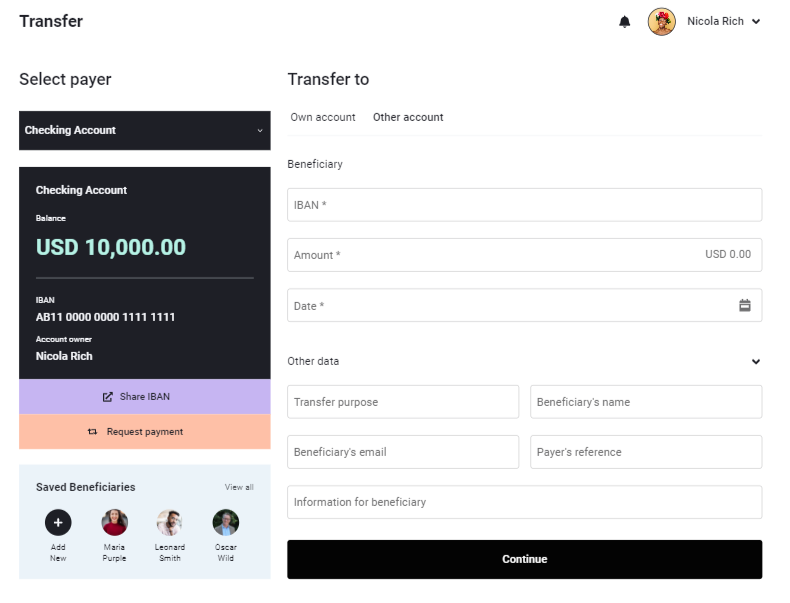 Transfer
Nicola Rich
Select payer
Checking Account
Checking Account
Balance
USD 10,000.00
IBAN
AB11 0000 0000 1111 1111
Account owner
Nicola Rich
Share IBAN
Request payment
Saved Beneficiaries
View all
Add
New
Maria
Purple
Leonard
Smith
Oscar
Wild
Transfer to
Own account
Other account
Beneficiary
IBAN *
Amount *
USD 0.00
Date *
Other data
Transfer purpose
Beneficiary's name
Beneficiary's email
Payer's reference
Information for beneficiary
Continue